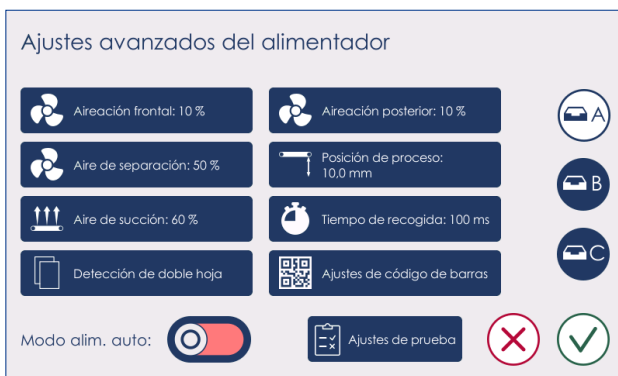 Ajustes avanzados del alimentador
Aireación frontal: 10 %
Aireación posterior: 10 %
A
Aire de separación: 50 %
Posición de proceso:
10,0 mm
B
Aire de succión: 60 %
Tiempo de recogida: 100 ms
C
Detección de doble hoja
Ajustes de código de barras
Modo alim. auto:
Ajustes de prueba